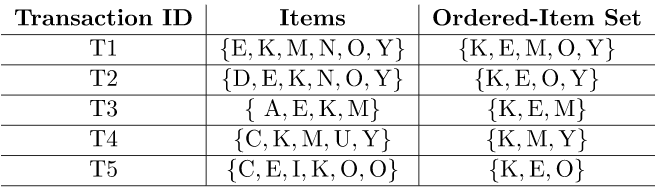 Transaction ID Items Ordered-Item Set
T1 {E, K, M, N, O, Y} {K, E, M, O, Y}
T2 {D, E, K, N, O, Y} {K, E, O, Y}
T3 { A, E, K, M} {K, E, M}
T4 {C, K, M, U, Y} {K, M, Y}
T5 {C, E, I, K, O, O} {K, E, O}